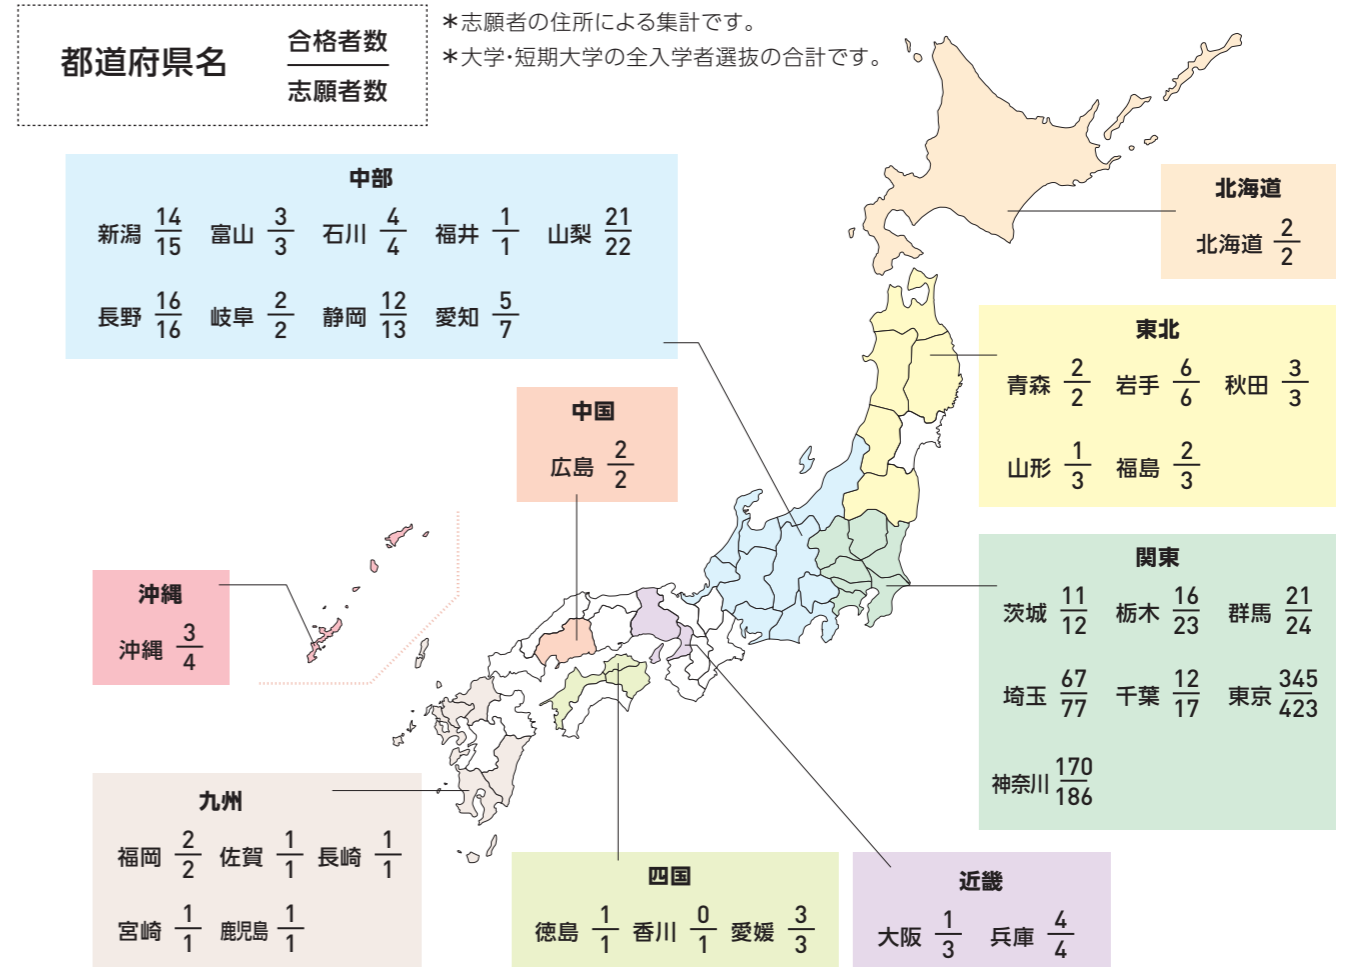 都道府県名 合格者数/志願者数
＊志願者の住所による集計です。
＊大学・短期大学の全入学者選抜の合計です。
中部
新潟 14/15 富山 3/3 石川 4/4 福井 1/1 山梨 21/22
長野 16/16 岐阜 2/2 静岡 12/13 愛知 5/7
北海道
北海道 2/2
東北
青森 2/2 岩手 6/6 秋田 3/3
山形 1/3 福島 2/3
中国
広島 2/2
関東
茨城 11/12 栃木 16/23 群馬 21/24
埼玉 67/77 千葉 12/17 東京 345/423
神奈川 170/186
沖縄
沖縄 3/4
九州
福岡 2/2 佐賀 1/1 長崎 1/1
宮崎 1/1 鹿児島 1/1
四国
徳島 1/1 香川 0/1 愛媛 3/3
近畿
大阪 1/3 兵庫 4/4